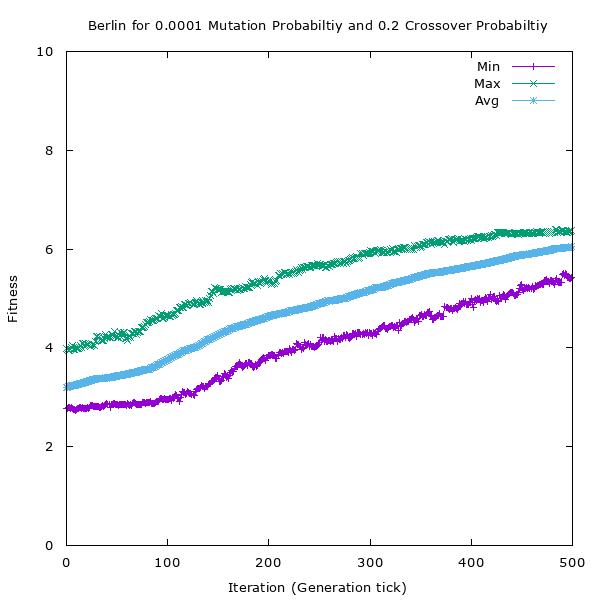 Berlin for 0.0001 Mutation Probabiltiy and 0.2 Crossover Probabiltiy
10
8
6
4
2
0
Fitness
Min
Max
Avg
0 100 200 300 400 500
Iteration (Generation tick)